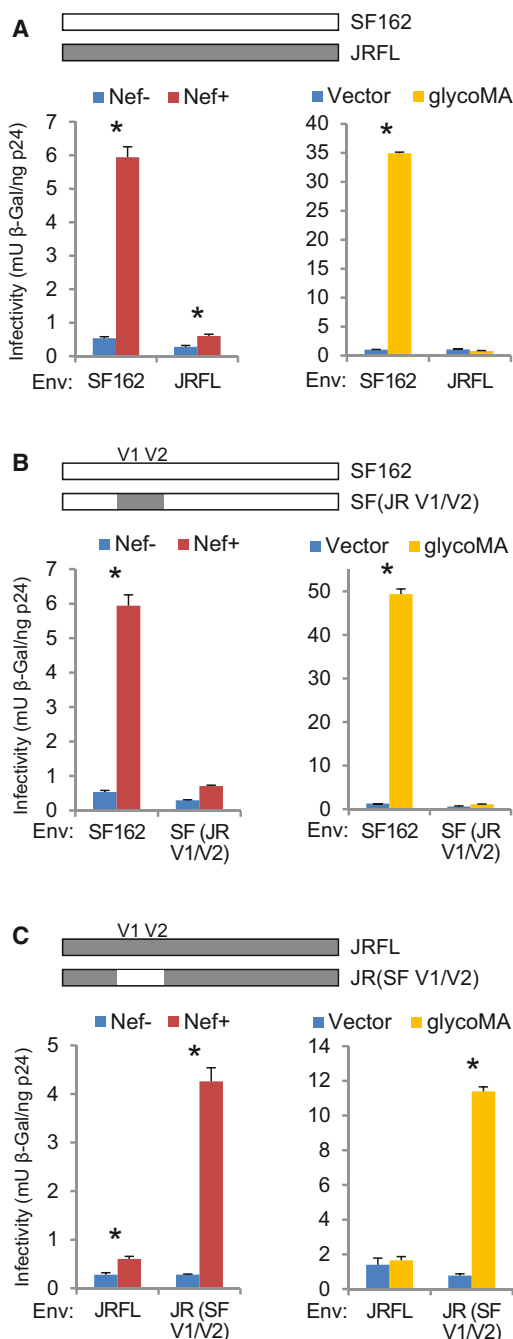 A
SF162
JRFL
Nef- Nef+
Vector glycoMA
Infectivity (mU β-Gal/ng p24)
7
6
5
4
3
2
1
0
*
*
Env: SF162 JRFL
40
35
30
25
20
15
10
5
0
*
Env: SF162 JRFL
B
V1 V2
SF162
SF(JR V1/V2)
Nef- Nef+
Vector glycoMA
Infectivity (mU β-Gal/ng p24)
7
6
5
4
3
2
1
0
*
Env: SF162 SF (JR
V1/V2)
60
50
40
30
20
10
0
*
Env: SF162 SF (JR
V1/V2)
C
V1 V2
JRFL
JR(SF V1/V2)
Nef- Nef+
Vector glycoMA
Infectivity (mU β-Gal/ng p24)
5
4
3
2
1
0
*
*
Env: JRFL JR (SF
V1/V2)
14
12
10
8
6
4
2
0
*
Env: JRFL JR (SF
V1/V2)